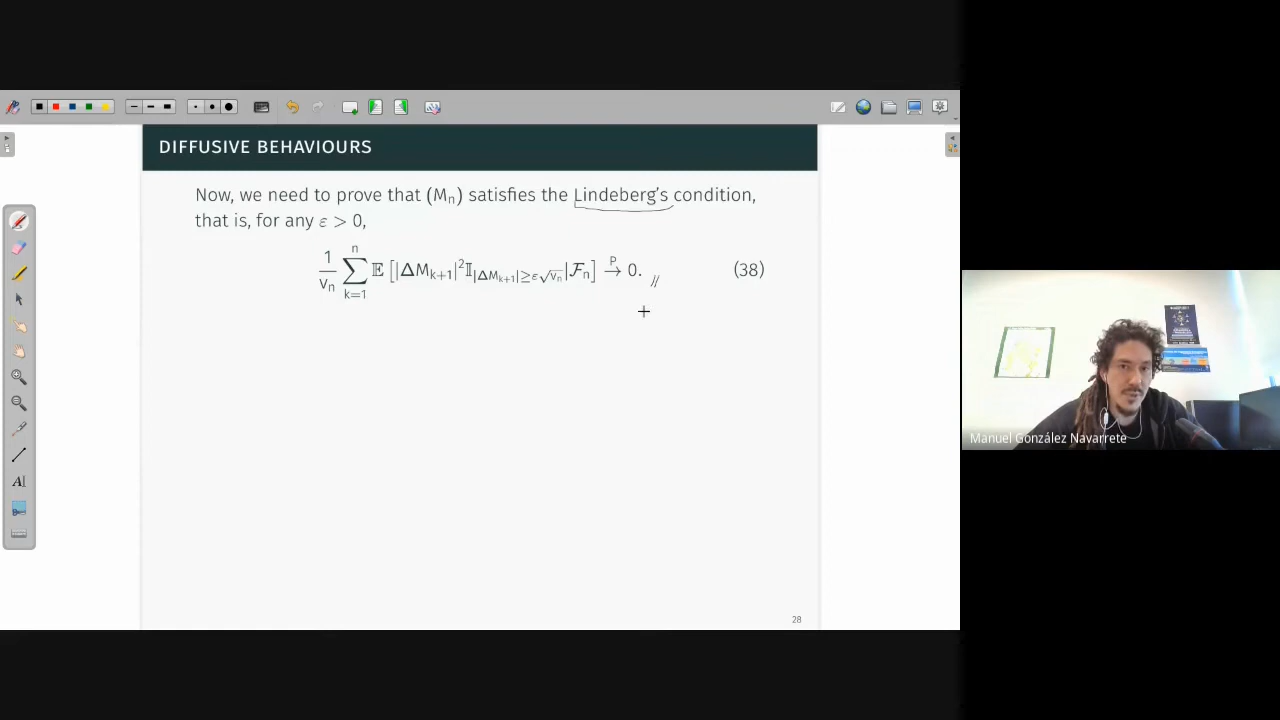 DIFFUSIVE BEHAVIOURS
Now, we need to prove that (Mₙ) satisfies the Lindeberg's condition,
that is, for any ε > 0,
1/vₙ ∑ₖ₌₁ⁿ 𝔼 [|ΔMₖ₊₁|² 𝕀_{|ΔMₖ₊₁|≥ε√vₙ} |ℱₙ] →ᵖ 0. (38)
Manuel González Navarrete
28